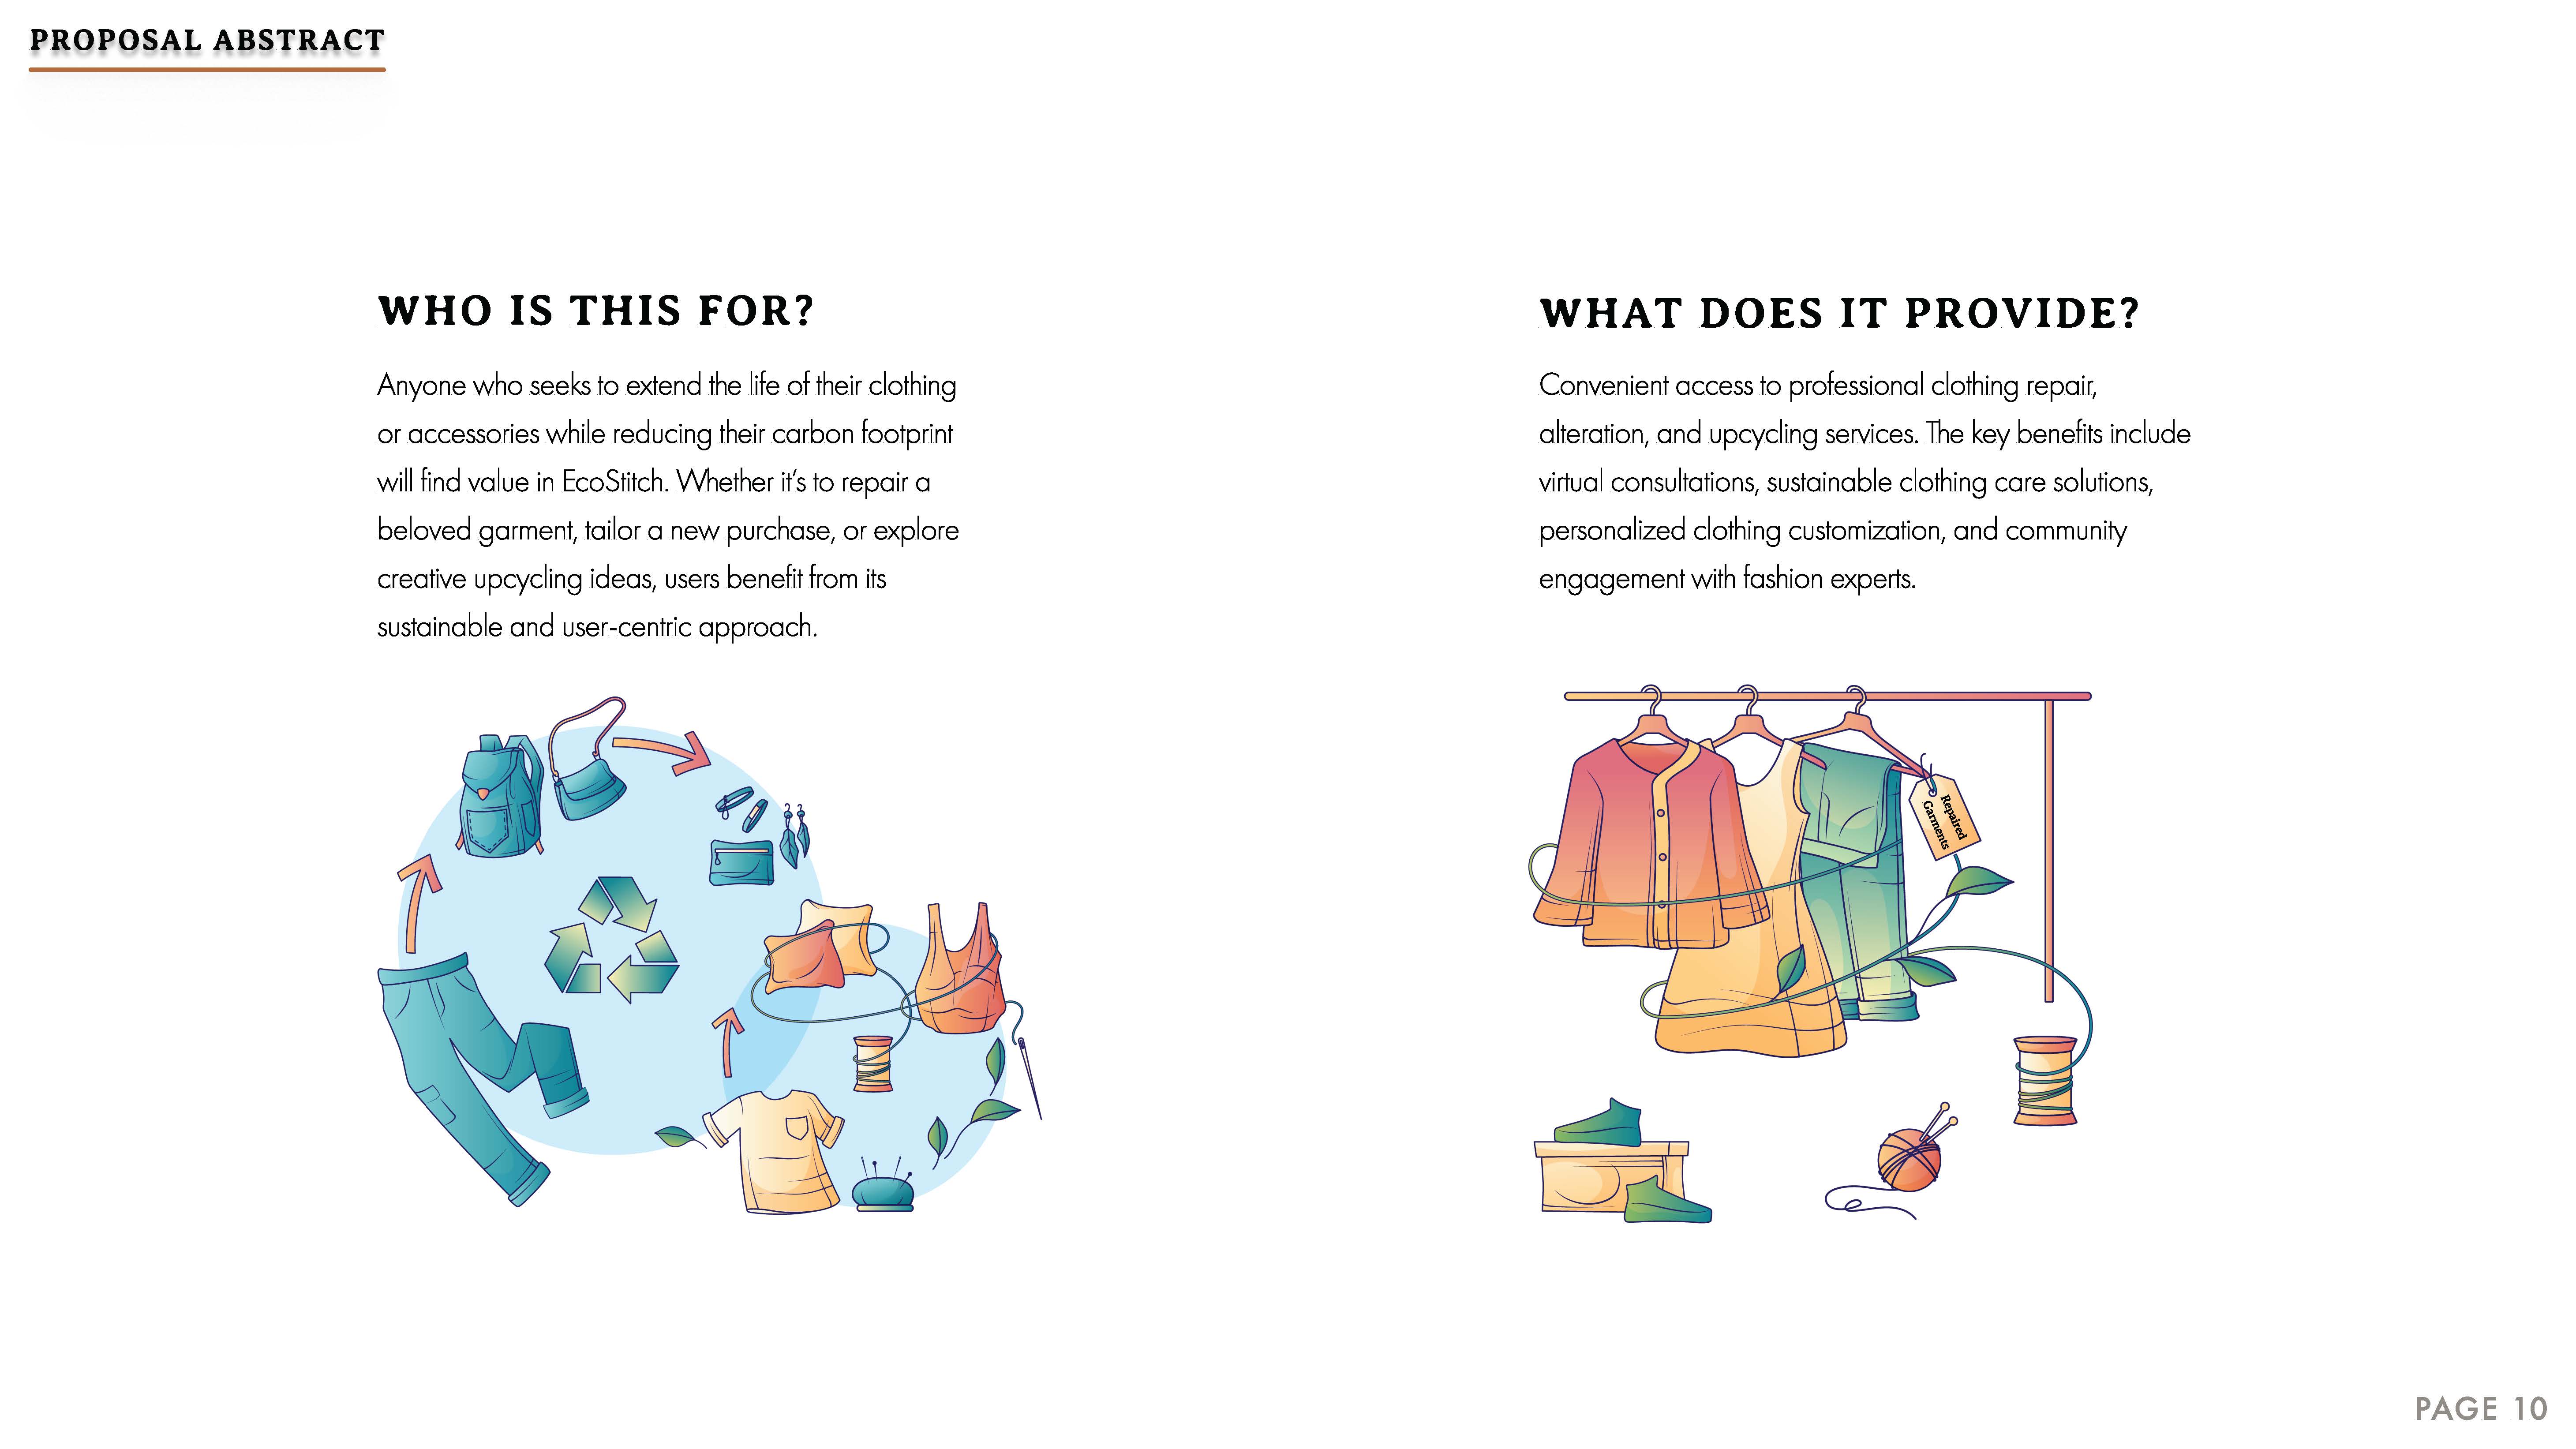 PROPOSAL ABSTRACT
WHO IS THIS FOR?
Anyone who seeks to extend the life of their clothing
or accessories while reducing their carbon footprint
will find value in EcoStitch. Whether it's to repair a
beloved garment, tailor a new purchase, or explore
creative upcycling ideas, users benefit from its
sustainable and user-centric approach.
WHAT DOES IT PROVIDE?
Convenient access to professional clothing repair,
alteration, and upcycling services. The key benefits include
virtual consultations, sustainable clothing care solutions,
personalized clothing customization, and community
engagement with fashion experts.
Repaired
Garments
PAGE 10